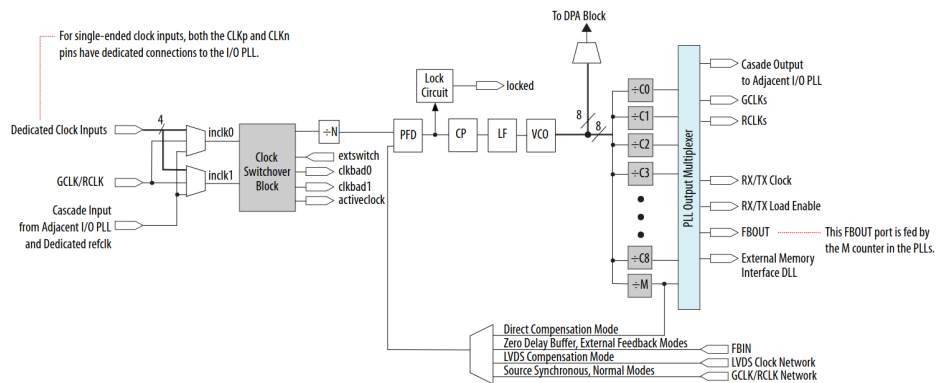 To DPA Block
For single-ended clock inputs, both the CLKp and CLKn
pins have dedicated connections to the I/O PLL.
Lock
Circuit
locked
Casade Output
to Adjacent I/O PLL
÷C0
GCLKs
4
8
8
÷C1
RCLKs
Dedicated Clock Inputs
inclk0
÷N
PFD
CP
LF
VCO
÷C2
Clock
Switchover
Block
extswitch
clkbad0
clkbad1
activeclock
÷C3
PLL Output Multiplexer
GCLK/RCLK
inclk1
RX/TX Clock
RX/TX Load Enable
Cascade Input
from Adjacent I/O PLL
and Dedicated refclk
FBOUT
This FBOUT port is fed by
the M counter in the PLLs.
÷C8
External Memory
Interface DLL
÷M
Direct Compensation Mode
Zero Delay Buffer, External Feedback Modes
FBIN
LVDS Compensation Mode
LVDS Clock Network
Source Synchronous, Normal Modes
GCLK/RCLK Network